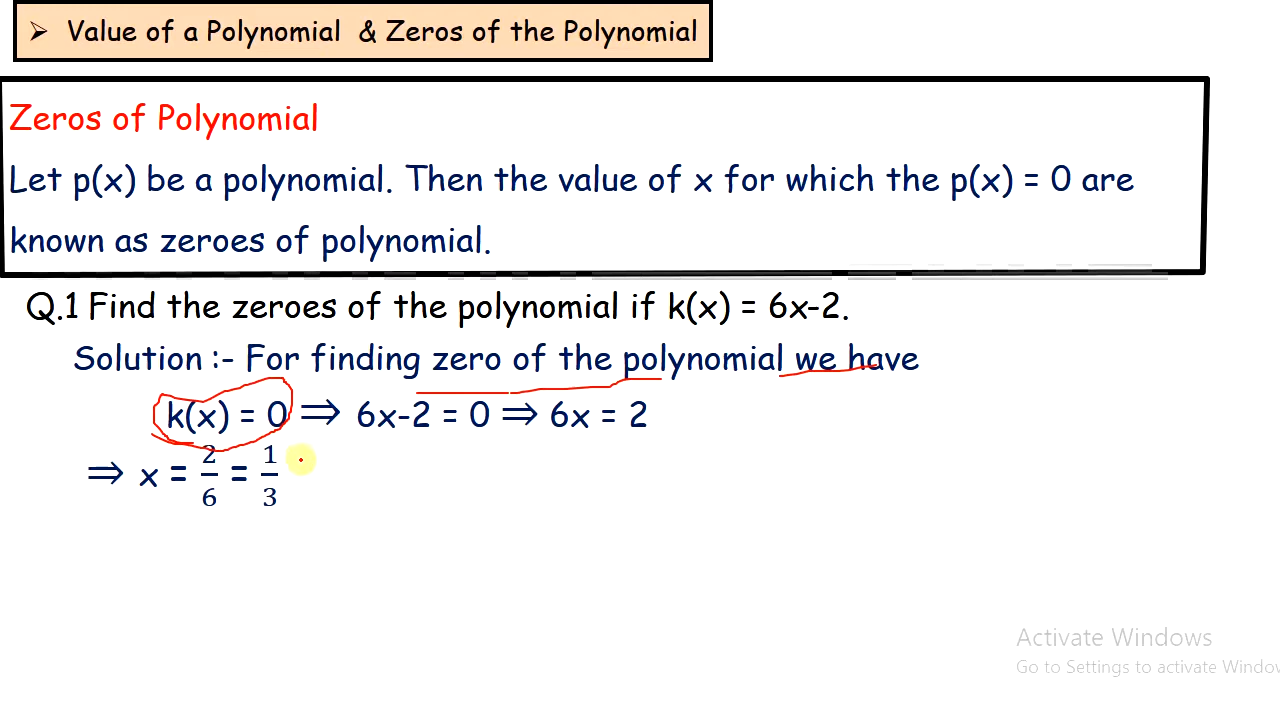 ➢ Value of a Polynomial & Zeros of the Polynomial
Zeros of Polynomial
Let p(x) be a polynomial. Then the value of x for which the p(x) = 0 are
known as zeroes of polynomial.
Q.1 Find the zeroes of the polynomial if k(x) = 6x-2.
Solution :- For finding zero of the polynomial we have
k(x) = 0 ⇒ 6x-2 = 0 ⇒ 6x = 2
⇒ x = 2/6 = 1/3
Activate Windows
Go to Settings to activate Windo